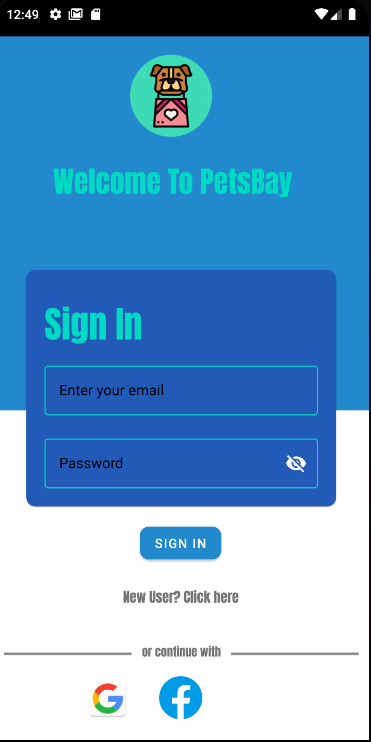 12:49
Welcome To PetsBay
Sign In
Enter your email
Password
SIGN IN
New User? Click here
or continue with